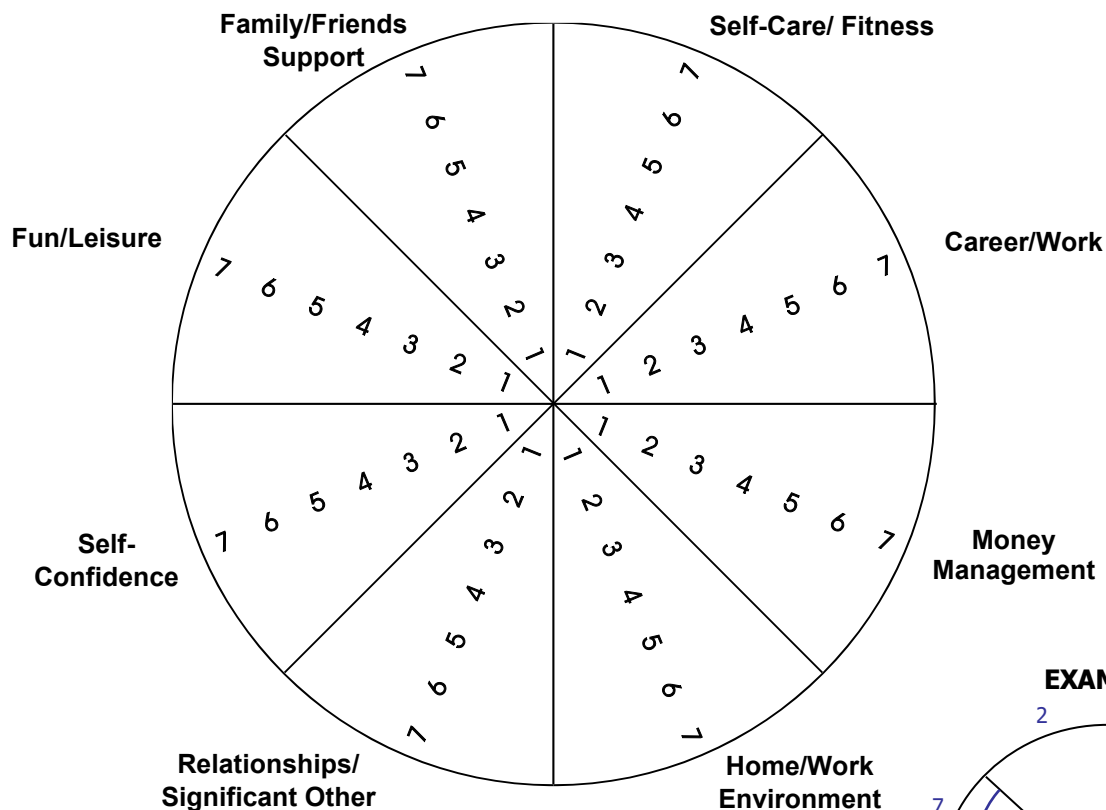 Family/Friends
Support
Self-Care/ Fitness
7 6 5 4 3 2 1
7 6 5 4 3 2 1
Fun/Leisure
Career/Work
7 6 5 4 3 2 1
1 2 3 4 5 6 7
7 6 5 4 3 2 1
1 2 3 4 5 6 7
Self-
Confidence
Money
Management
1 2 3 4 5 6 7
1 2 3 4 5 6 7
Relationships/
Significant Other
Home/Work
Environment
EXAM
2
7